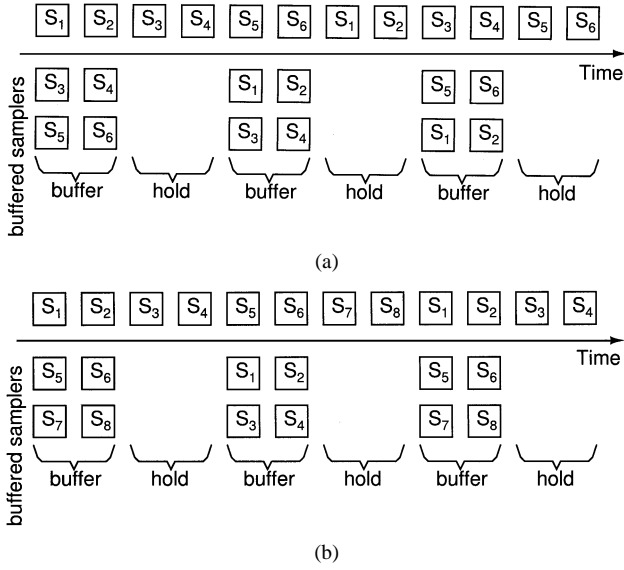 S₁ S₂ S₃ S₄ S₅ S₆ S₁ S₂ S₃ S₄ S₅ S₆
Time
buffered samplers
S₃ S₄ S₁ S₂ S₅ S₆
S₅ S₆ S₃ S₄ S₁ S₂
buffer hold buffer hold buffer hold
(a)
S₁ S₂ S₃ S₄ S₅ S₆ S₇ S₈ S₁ S₂ S₃ S₄
Time
buffered samplers
S₅ S₆ S₁ S₂ S₅ S₆
S₇ S₈ S₃ S₄ S₇ S₈
buffer hold buffer hold buffer hold
(b)